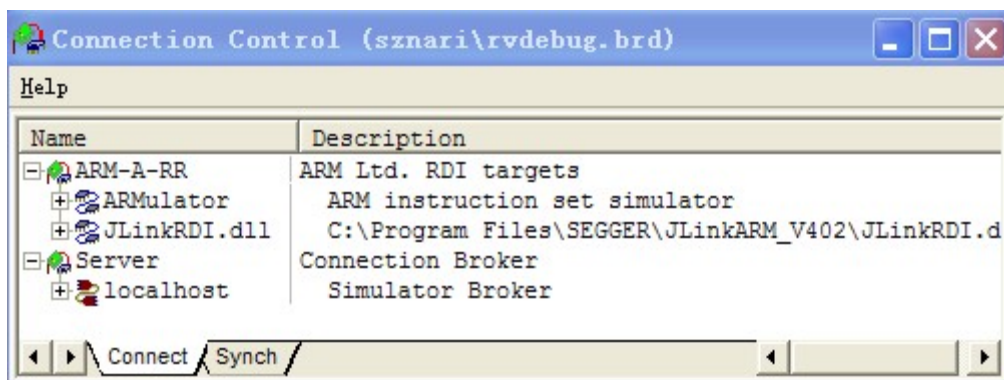 Connection Control (sznari\rvdebug.brd)
Help
Name Description
ARM-A-RR ARM Ltd. RDI targets
ARMulator ARM instruction set simulator
JLinkRDI.dll C:\Program Files\SEGGER\JLinkARM_V402\JLinkRDI.d
Server Connection Broker
localhost Simulator Broker
Connect Synch